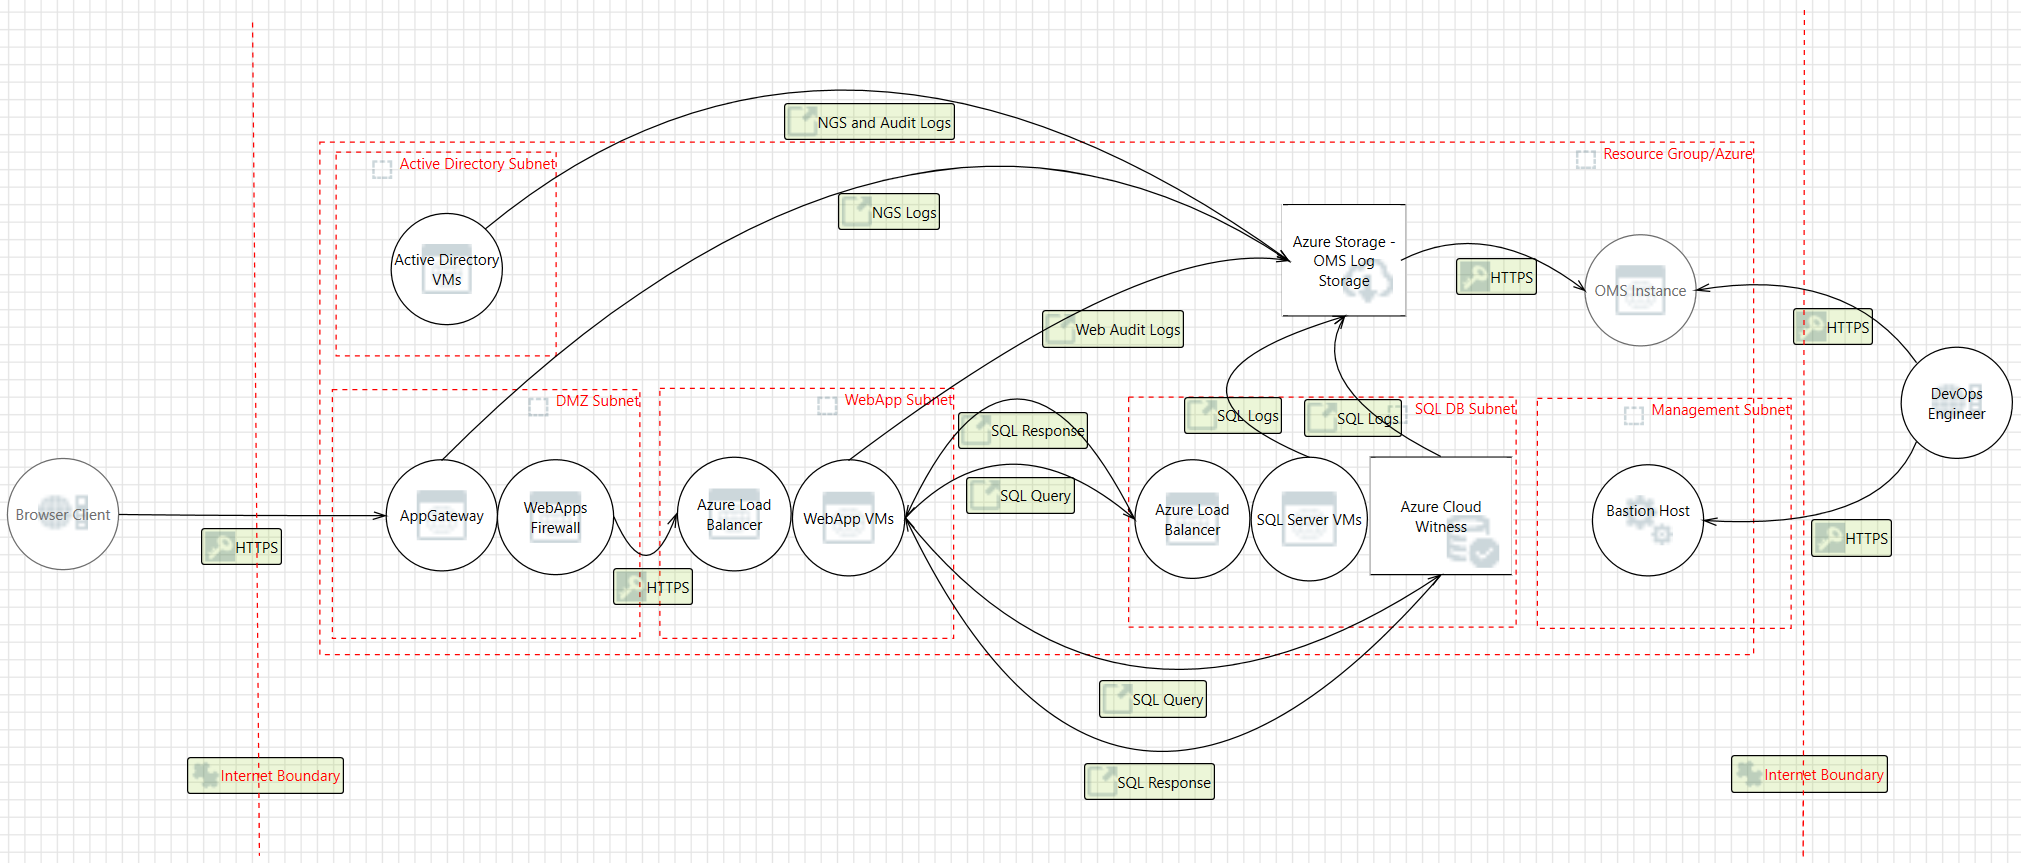 NGS and Audit Logs
Active Directory Subnet
Resource Group/Azure
NGS Logs
Active Directory
VMs
Azure Storage -
OMS Log
Storage
HTTPS
OMS Instance
Web Audit Logs
HTTPS
DevOps
Engineer
DMZ Subnet
WebApp Subnet
SQL Response
SQL Logs
SQL Logs
SQL DB Subnet
Management Subnet
SQL Query
Browser Client
AppGateway
WebApps
Firewall
Azure Load
Balancer
WebApp VMs
Azure Load
Balancer
SQL Server VMs
Azure Cloud
Witness
Bastion Host
HTTPS
HTTPS
HTTPS
SQL Query
Internet Boundary
SQL Response
Internet Boundary